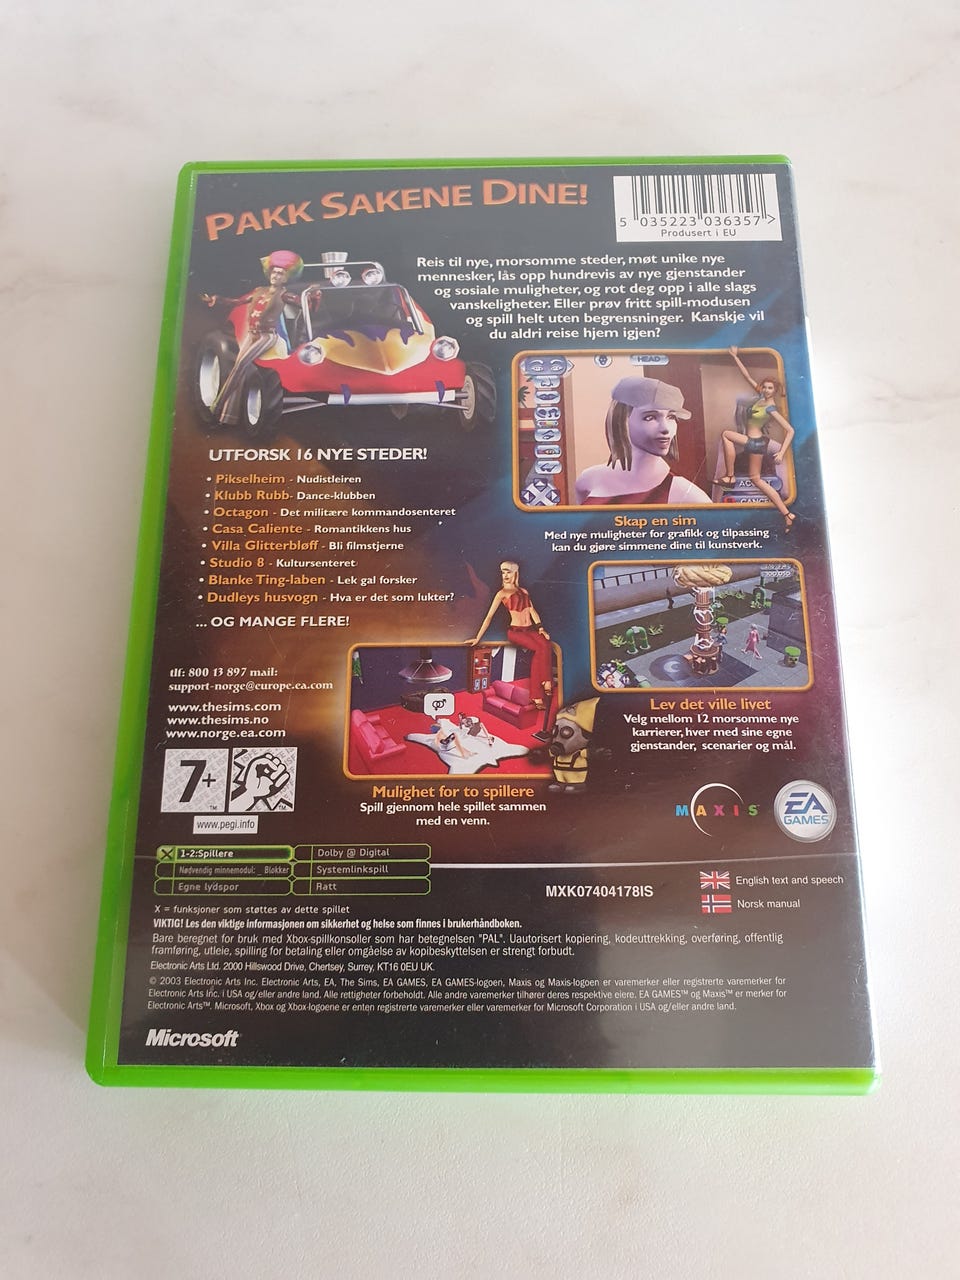 PAKK SAKENE DINE!
5 035223 036357 >
Produsert i EU
Reis til nye, morsomme steder, møt unike nye
mennesker, lås opp hundrevis av nye gjenstander
og sosiale muligheter, og rot deg opp i alle slags
vanskeligheter. Eller prøv fritt spill-modusen
og spill helt uten begrensninger. Kanskje vil
du aldri reise hjem igjen?
HEAD
UTFORSK 16 NYE STEDER!
• Pikselheim - Nudistleiren
• Klubb Rubb- Dance-klubben
• Octagon - Det militære kommandosenteret
• Casa Caliente - Romantikkens hus
• Villa Glitterbløff - Bli filmstjerne
• Studio 8 - Kultursenteret
• Blanke Ting-laben - Lek gal forsker
• Dudleys husvogn - Hva er det som lukter?
... OG MANGE FLERE!
Skap en sim
Med nye muligheter for grafikk og tilpassing
kan du gjøre simmene dine til kunstverk.
tlf: 800 13 897 mail:
support-norge@europe.ea.com
www.thesims.com
www.thesims.no
www.norge.ea.com
7+
www.pegi.info
Lev det ville livet
Velg mellom 12 morsomme nye
karrierer, hver med sine egne
gjenstander, scenarier og mål.
Mulighet for to spillere
Spill gjennom hele spillet sammen
med en venn.
MAXIS™
EA
GAMES™
X 1-2:Spillere
Dolby @ Digital
Nødvendig minnemodul: _ Blokker
Systemlinkspill
Egne lydspor
Ratt
MXK07404178IS
English text and speech
Norsk manual
X = funksjoner som støttes av dette spillet
VIKTIG! Les den viktige informasjonen om sikkerhet og helse som finnes i brukerhåndboken.
Bare beregnet for bruk med Xbox-spillkonsoller som har betegnelsen "PAL". Uautorisert kopiering, kodeuttrekking, overføring, offentlig
framføring, utleie, spilling for betaling eller omgåelse av kopibeskyttelsen er strengt forbudt.
Electronic Arts Ltd. 2000 Hillswood Drive, Chertsey, Surrey, KT16 0EU UK.
© 2003 Electronic Arts Inc. Electronic Arts, EA, The Sims, EA GAMES, EA GAMES-logoen, Maxis og Maxis-logoen er varemerker eller registrerte varemerker for
Electronic Arts Inc. i USA og/eller andre land. Alle rettigheter forbeholdt. Alle andre varemerker tilhører deres respektive eiere. EA GAMES™ og Maxis™ er merker for
Electronic Arts™. Microsoft, Xbox og Xbox-logoene er enten registrerte varemerker eller varemerker for Microsoft Corporation i USA og/eller andre land.
Microsoft